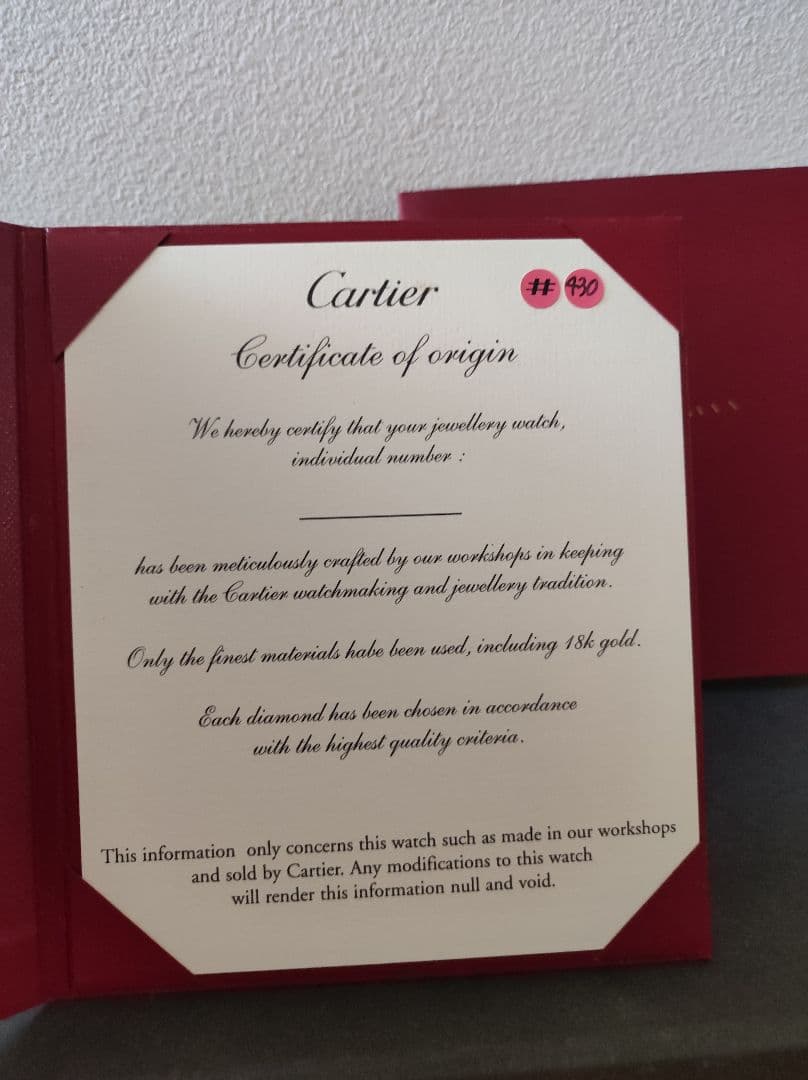 Cartier
# 430
Certificate of origin
We hereby certify that your jewellery watch,
individual number :
has been meticulously crafted by our workshops in keeping
with the Cartier watchmaking and jewellery tradition.
Only the finest materials habe been used, including 18k gold.
Each diamond has been chosen in accordance
with the highest quality criteria.
This information only concerns this watch such as made in our workshops
and sold by Cartier. Any modifications to this watch
will render this information null and void.